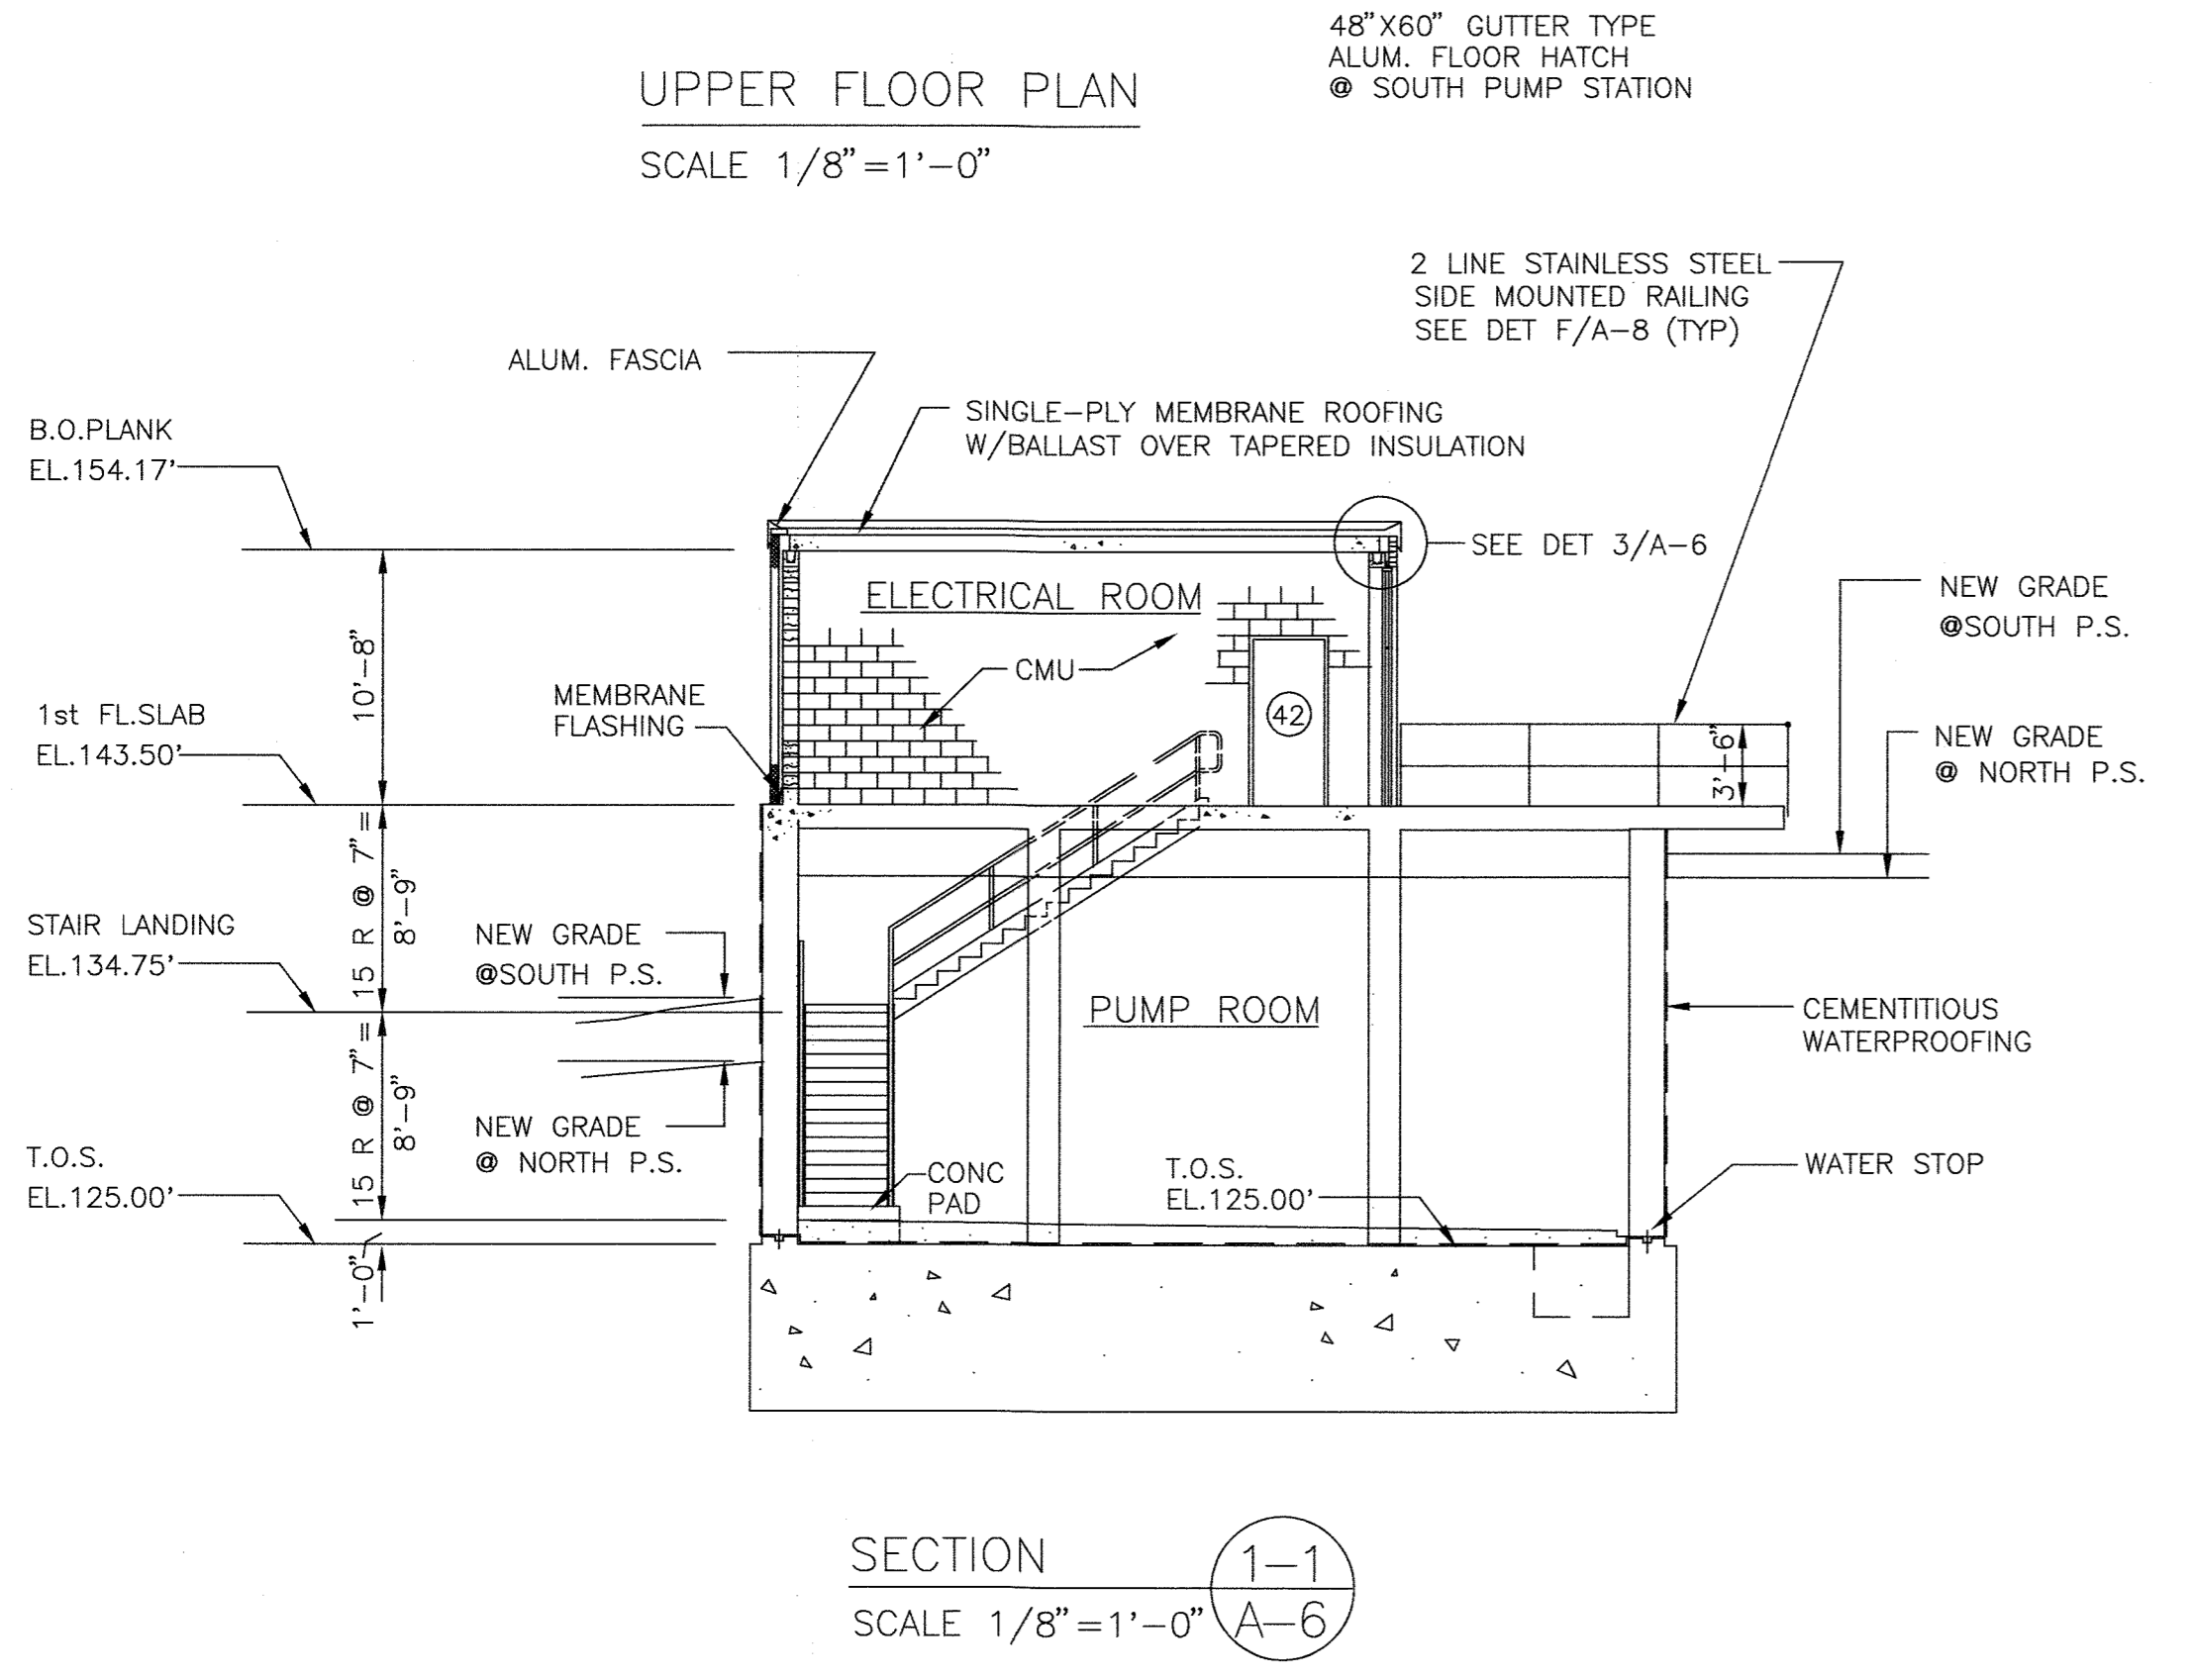 48”X60” GUTTER TYPE
ALUM. FLOOR HATCH
@ SOUTH PUMP STATION
UPPER FLOOR PLAN
SCALE 1/8”=1’-0”
2 LINE STAINLESS STEEL
SIDE MOUNTED RAILING
SEE DET F/A-8 (TYP)
ALUM. FASCIA
SINGLE-PLY MEMBRANE ROOFING
W/BALLAST OVER TAPERED INSULATION
B.O.PLANK
EL.154.17’
SEE DET 3/A-6
ELECTRICAL ROOM
NEW GRADE
@SOUTH P.S.
10’-8”
CMU
MEMBRANE
FLASHING
42
1st FL.SLAB
EL.143.50’
3’-6”
NEW GRADE
@ NORTH P.S.
15 R @ 7” =
8’-9”
STAIR LANDING
EL.134.75’
NEW GRADE
@SOUTH P.S.
PUMP ROOM
CEMENTITIOUS
WATERPROOFING
15 R @ 7” =
8’-9”
NEW GRADE
@ NORTH P.S.
T.O.S.
EL.125.00’
CONC
PAD
T.O.S.
EL.125.00’
WATER STOP
1’-0”
SECTION
1-1
SCALE 1/8”=1’-0”
A-6